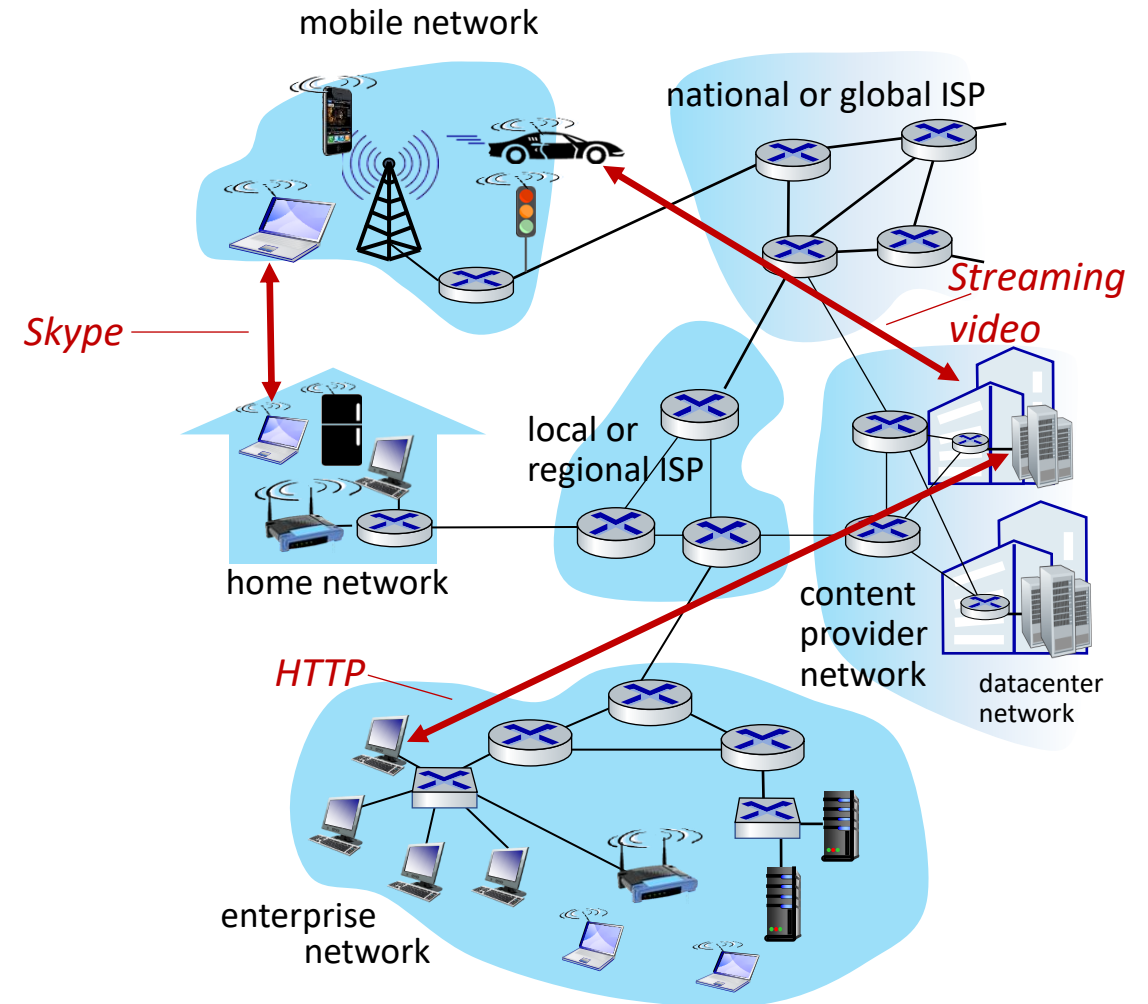 mobile network
national or global ISP
Streaming
video
Skype
local or
regional ISP
home network
content
provider
network
datacenter
network
HTTP
enterprise
network